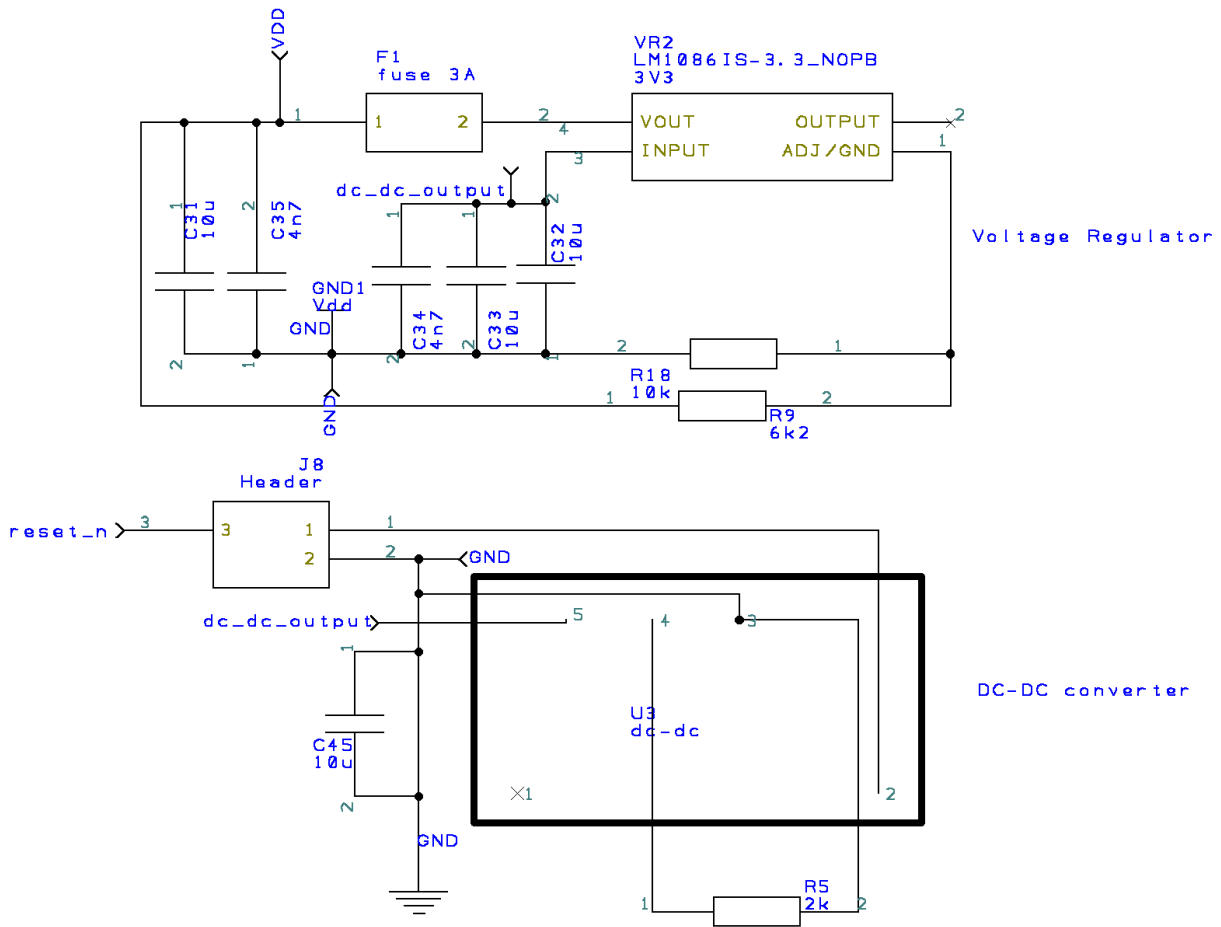 VDD
F1
fuse 3A
VR2
LM1086IS-3.3_NOPB
3V3
1
1
2
2
4
VOUT
OUTPUT
2
3
INPUT
ADJ/GND
1
dc_dc_output
1
C31
10u
2
C35
4n7
1
1
2
C32
10u
Voltage Regulator
GND1
Vdd
GND
C34
4n7
C33
10u
2
1
2
2
1
2
1
R18
10k
GND
1
2
R9
6k2
J8
Header
reset_n
3
3
1
1
2
2
GND
dc_dc_output
5
4
3
1
DC-DC converter
U3
dc-dc
C45
10u
1
2
2
GND
R5
2k
1
2